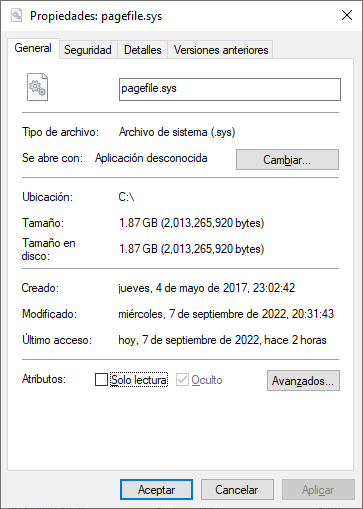 Propiedades: pagefile.sys
General Seguridad Detalles Versiones anteriores
pagefile.sys
Tipo de archivo: Archivo de sistema (.sys)
Se abre con: Aplicación desconocida Cambiar...
Ubicación: C:\
Tamaño: 1.87 GB (2,013,265,920 bytes)
Tamaño en
disco: 1.87 GB (2,013,265,920 bytes)
Creado: jueves, 4 de mayo de 2017, 23:02:42
Modificado: miércoles, 7 de septiembre de 2022, 20:31:43
Último acceso: hoy, 7 de septiembre de 2022, hace 2 horas
Atributos: Solo lectura Oculto Avanzados...
Aceptar Cancelar Aplicar